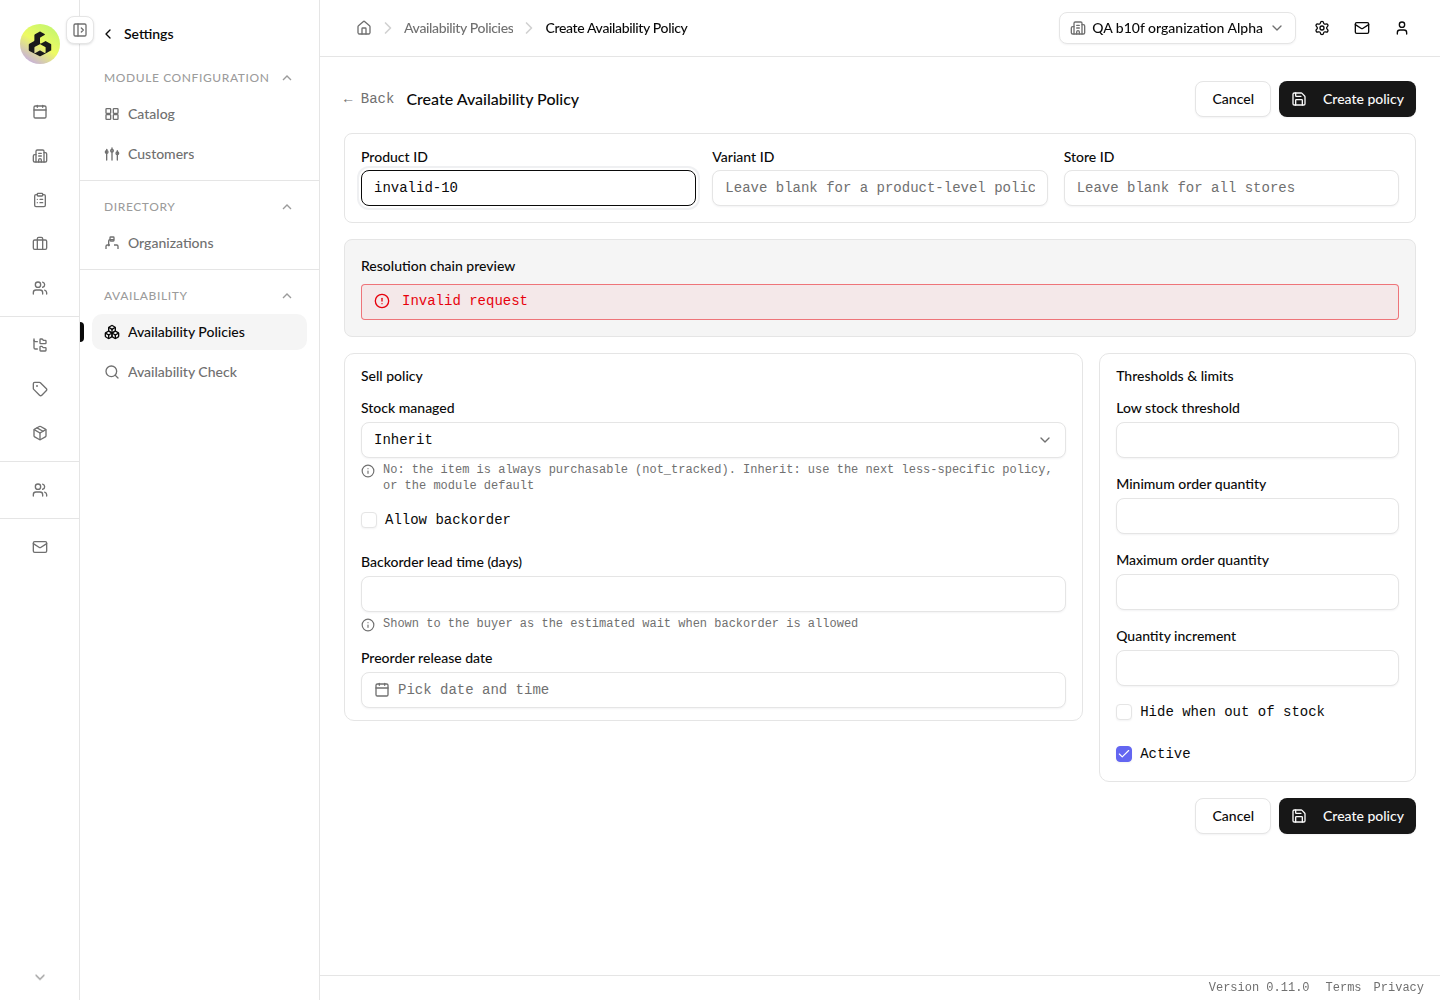 Settings
MODULE CONFIGURATION
Catalog
Customers
DIRECTORY
Organizations
AVAILABILITY
Availability Policies
Availability Check
Availability Policies
Create Availability Policy
QA b10f organization Alpha
← Back
Create Availability Policy
Cancel
Create policy
Product ID
invalid-10
Variant ID
Leave blank for a product-level polic
Store ID
Leave blank for all stores
Resolution chain preview
Invalid request
Sell policy
Stock managed
Inherit
No: the item is always purchasable (not_tracked). Inherit: use the next less-specific policy,
or the module default
Allow backorder
Backorder lead time (days)
Shown to the buyer as the estimated wait when backorder is allowed
Preorder release date
Pick date and time
Thresholds & limits
Low stock threshold
Minimum order quantity
Maximum order quantity
Quantity increment
Hide when out of stock
Active
Cancel
Create policy
Version 0.11.0
Terms
Privacy